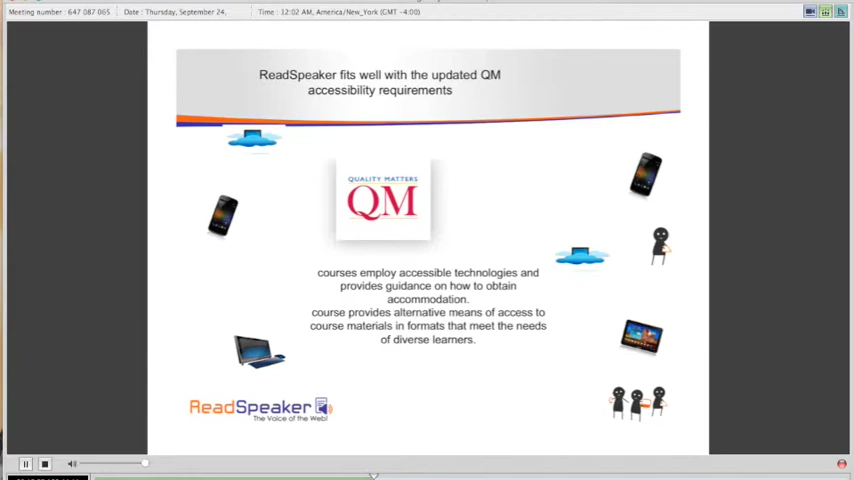 Meeting number : 647 087 065 Date : Thursday, September 24, Time : 12:02 AM, America/New_York (GMT -4:00)
ReadSpeaker fits well with the updated QM
accessibility requirements
QUALITY MATTERS
QM
courses employ accessible technologies and
provides guidance on how to obtain
accommodation.
course provides alternative means of access to
course materials in formats that meet the needs
of diverse learners.
ReadSpeaker
The Voice of the Web!